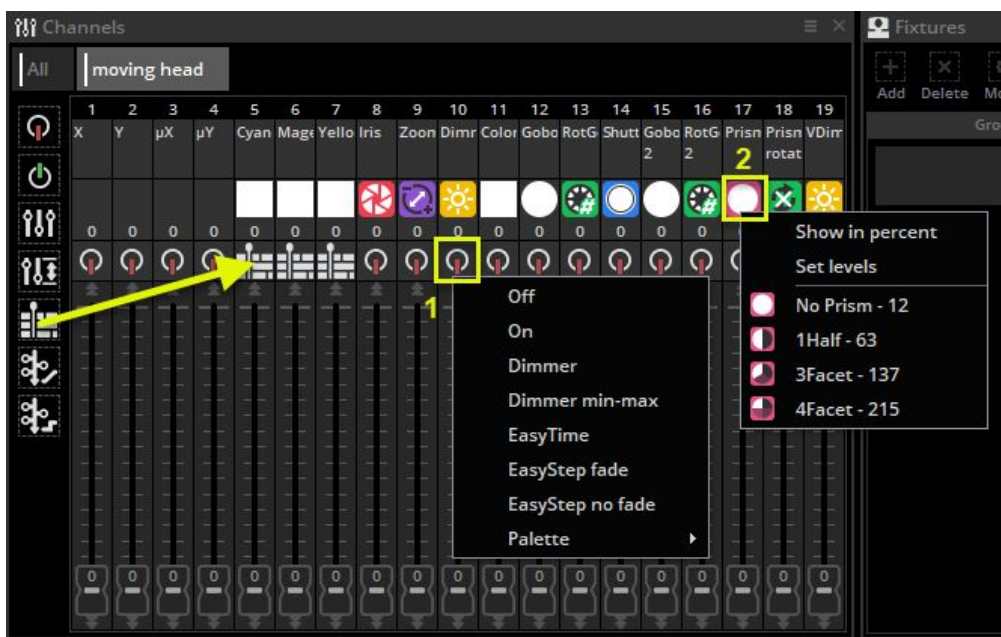 Channels
Fixtures
All
moving head
Add Delete Mo
Gro
1 2 3 4 5 6 7 8 9 10 11 12 13 14 15 16 17 18 19
X Y µX µY Cyan Mage Yello Iris Zoon Dimr Color Gobo RotG Shutt Gobo RotG Prisn Prisn VDim
2 2 rotat
2
0 0 0 0 0 0 0 0 0 0 0 0 0 0 0 0
1
Off
On
Dimmer
Dimmer min-max
EasyTime
EasyStep fade
EasyStep no fade
Palette
Show in percent
Set levels
No Prism - 12
1Half - 63
3Facet - 137
4Facet - 215
0 0 0 0 0 0 0 0 0 0 0 0 0 0 0 0 0 0 0